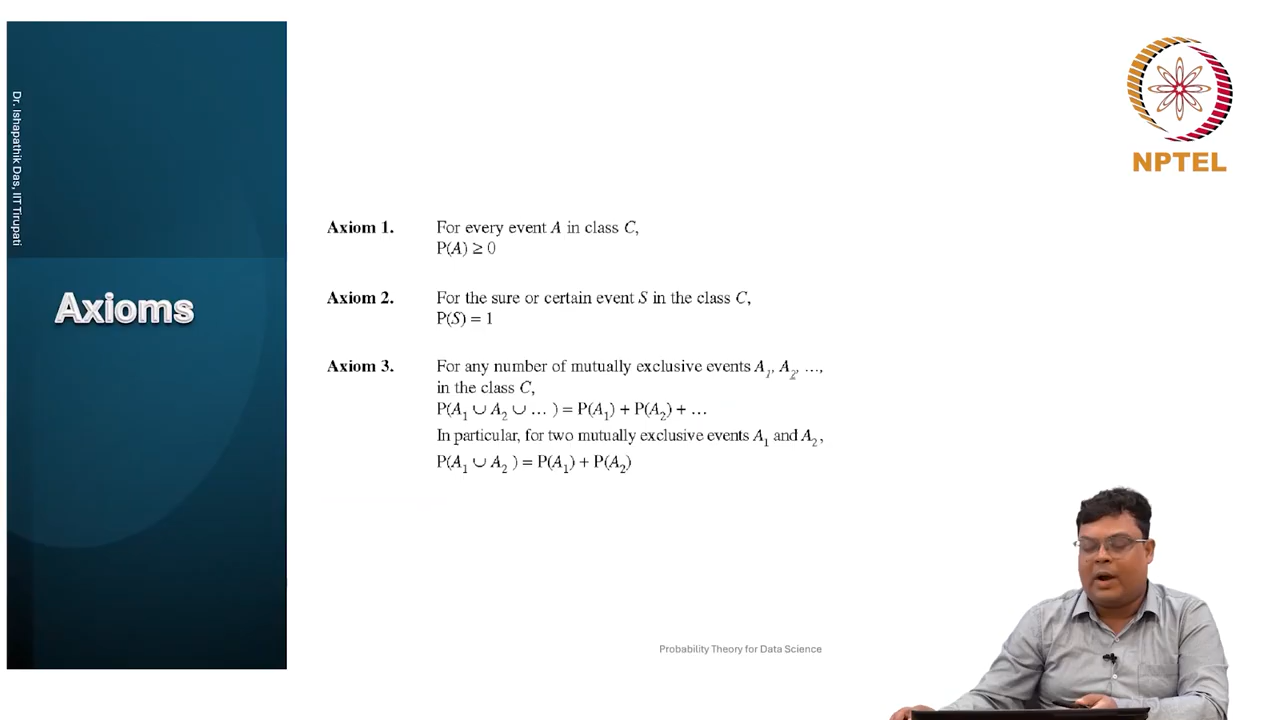 Dr. Ishapathik Das, IIT Tirupati
Axioms
NPTEL
Axiom 1. For every event A in class C,
P(A) ≥ 0
Axiom 2. For the sure or certain event S in the class C,
P(S) = 1
Axiom 3. For any number of mutually exclusive events A₁, A₂, ...,
in the class C,
P(A₁ ∪ A₂ ∪ ... ) = P(A₁) + P(A₂) + ...
In particular, for two mutually exclusive events A₁ and A₂,
P(A₁ ∪ A₂ ) = P(A₁) + P(A₂)
Probability Theory for Data Science